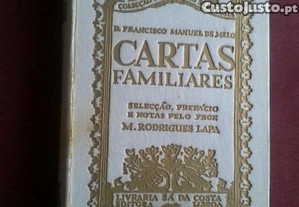 CustoJusto.pt
D. FRANCISCO MANUEL DE MELO
CARTAS
FAMILIARES
SELECÇÃO, PREFÁCIO
E NOTAS PELO PROF.
M. RODRIGUES LAPA
LIVRARIA SÁ DA COSTA
EDITORA LISBOA